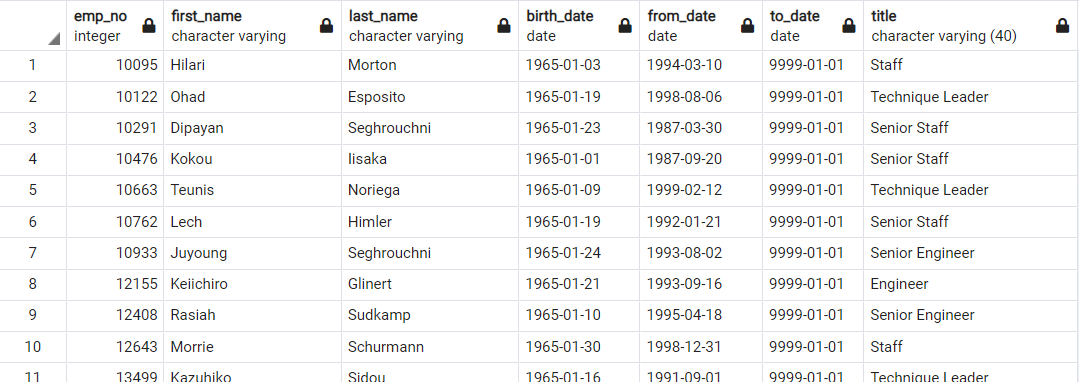 emp_no first_name last_name birth_date from_date to_date title
integer character varying character varying date date date character varying (40)
1 10095 Hilari Morton 1965-01-03 1994-03-10 9999-01-01 Staff
2 10122 Ohad Esposito 1965-01-19 1998-08-06 9999-01-01 Technique Leader
3 10291 Dipayan Seghrouchni 1965-01-23 1987-03-30 9999-01-01 Senior Staff
4 10476 Kokou Iisaka 1965-01-01 1987-09-20 9999-01-01 Senior Staff
5 10663 Teunis Noriega 1965-01-09 1999-02-12 9999-01-01 Technique Leader
6 10762 Lech Himler 1965-01-19 1992-01-21 9999-01-01 Senior Staff
7 10933 Juyoung Seghrouchni 1965-01-24 1993-08-02 9999-01-01 Senior Engineer
8 12155 Keiichiro Glinert 1965-01-21 1993-09-16 9999-01-01 Engineer
9 12408 Rasiah Sudkamp 1965-01-10 1995-04-18 9999-01-01 Senior Engineer
10 12643 Morrie Schurmann 1965-01-30 1998-12-31 9999-01-01 Staff
11 13499 Kazuhiko Sidou 1965-01-16 1991-09-01 9999-01-01 Technique Leader